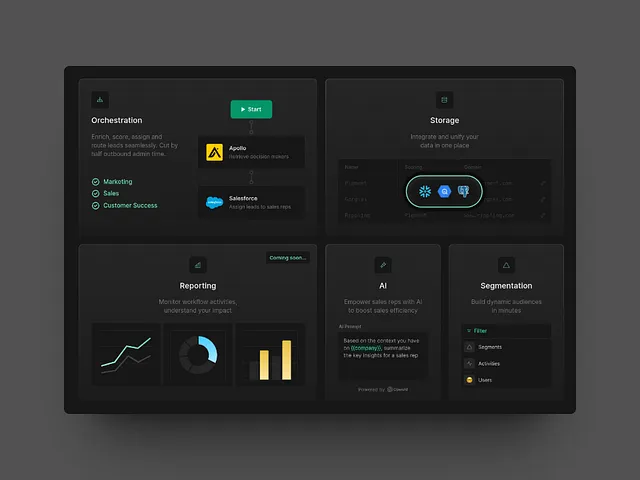 Orchestration
Enrich, score, assign and
route leads seamlessly. Cut by
half outbound admin time.
Marketing
Sales
Customer Success
Start
Apollo
Retrieve decision makers
Salesforce
Assign leads to sales reps
Storage
Integrate and unify your
data in one place
Name
Coming soon...
Reporting
Monitor workflow activities,
understand your impact
AI
Empower sales reps with AI
to boost sales efficiency
AI Prompt
Based on the context you have
on {{company}}, summarize
the key insights for a sales rep
Powered by OpenAI
Segmentation
Build dynamic audiences
in minutes
Filter
Segments
Activities
Users